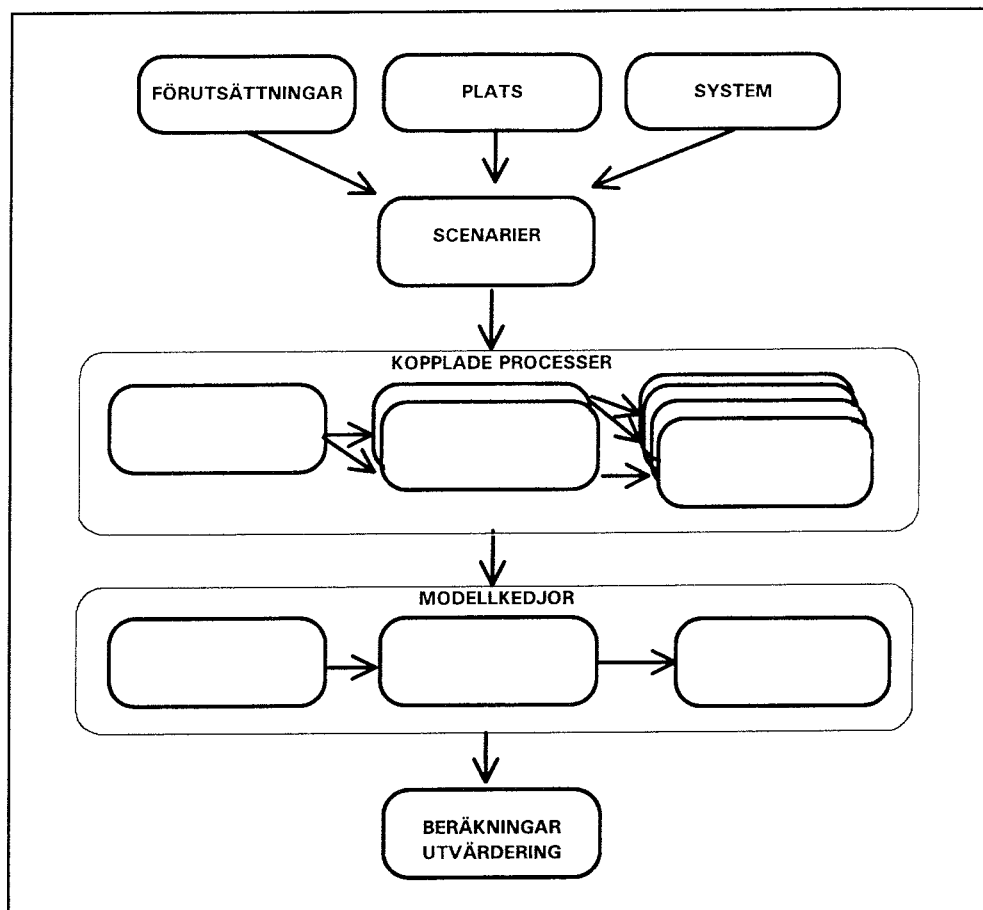 FÖRUTSÄTTNINGAR
PLATS
SYSTEM
SCENARIER
KOPPLADE PROCESSER
MODELLKEDJOR
BERÄKNINGAR
UTVÄRDERING